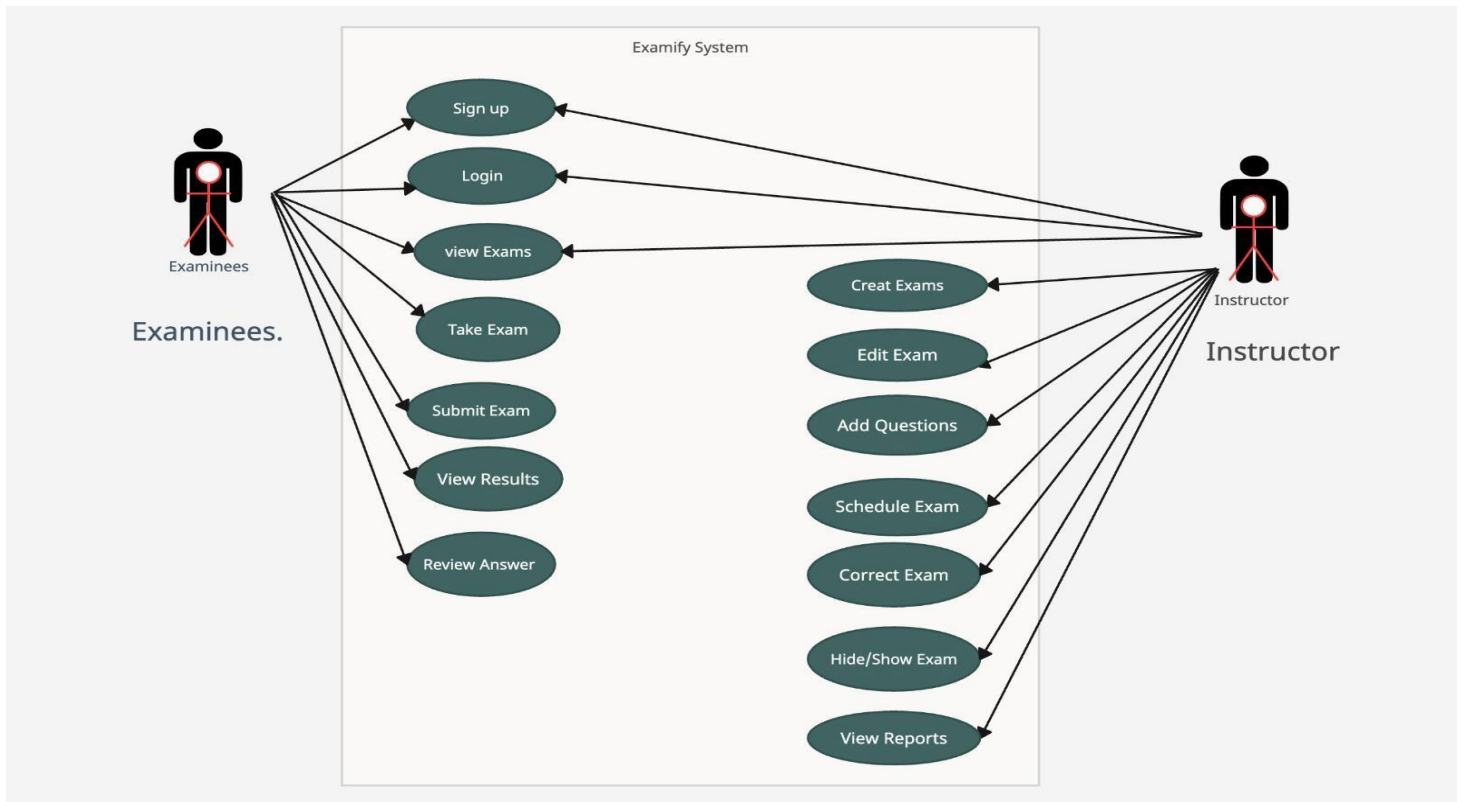 Examify System
Sign up
Login
view Exams
Take Exam
Submit Exam
View Results
Review Answer
Examinees
Examinees.
Creat Exams
Edit Exam
Add Questions
Schedule Exam
Correct Exam
Hide/Show Exam
View Reports
Instructor
Instructor